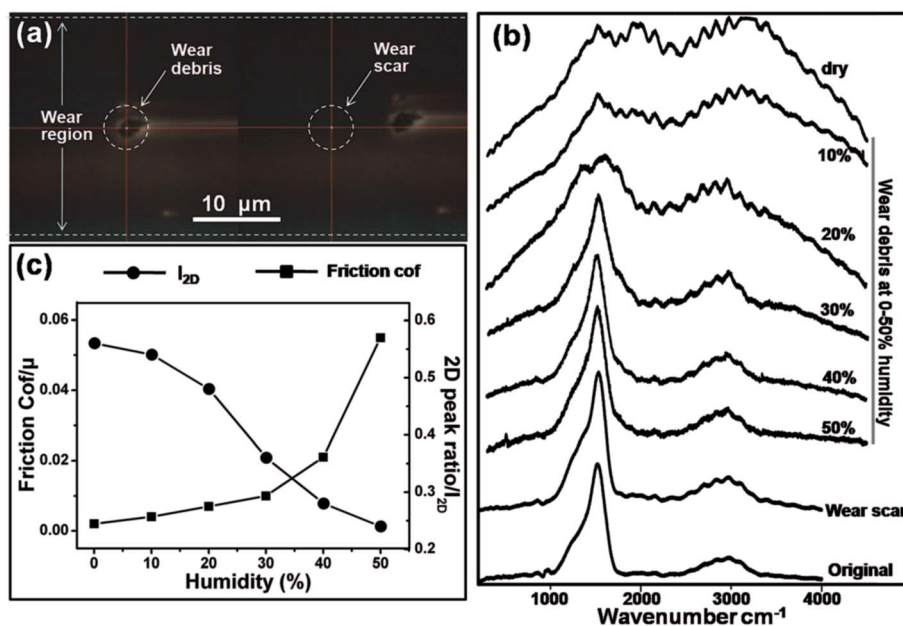 (a)
Wear
debris
Wear
scar
Wear
region
10 μm
(b)
dry
10%
20%
30%
40%
50%
Wear scar
Original
Wear debris at 0-50% humidity
1000 2000 3000 4000
Wavenumber cm-1
(c)
I2D
Friction cof
0.06
0.04
0.02
0.00
Friction Cof/μ
0.6
0.5
0.4
0.3
0.2
2D peak ratio/I2D
0 10 20 30 40 50
Humidity (%)